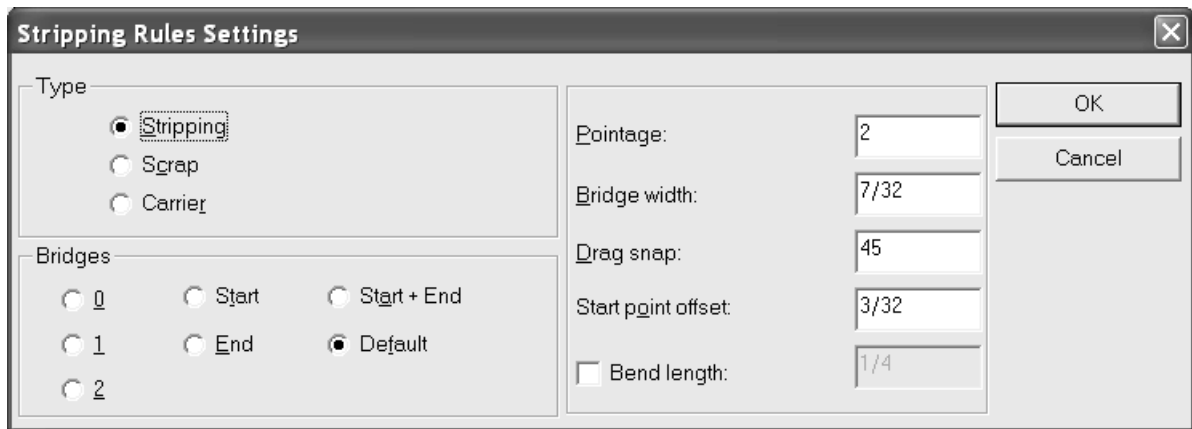 Stripping Rules Settings
Type
Stripping
Scrap
Carrier
Bridges
0
Start
Start + End
1
End
Default
2
Pointage:
2
Bridge width:
7/32
Drag snap:
45
Start point offset:
3/32
Bend length:
1/4
OK
Cancel